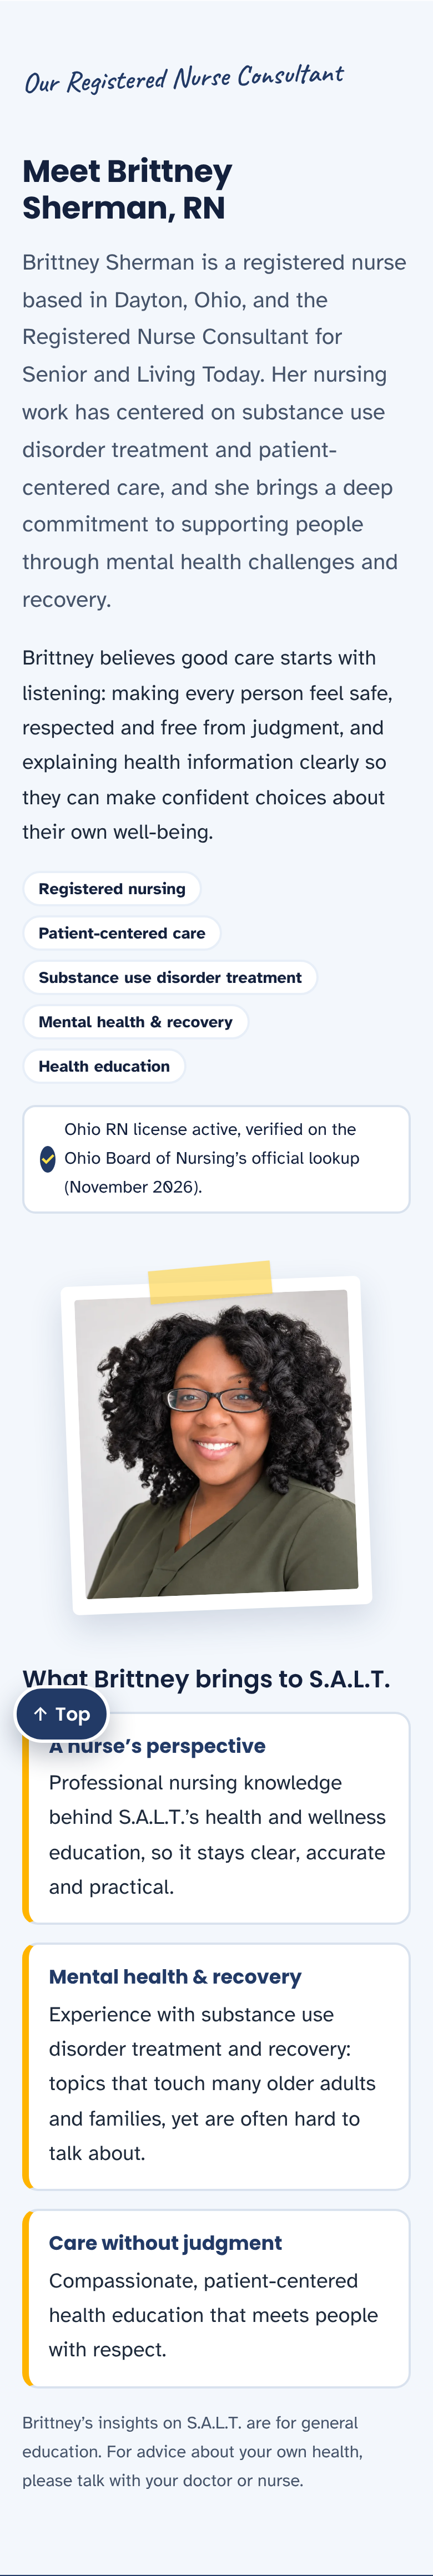 Our Registered Nurse Consultant
Meet Brittney
Sherman, RN
Brittney Sherman is a registered nurse
based in Dayton, Ohio, and the
Registered Nurse Consultant for
Senior and Living Today. Her nursing
work has centered on substance use
disorder treatment and patient-
centered care, and she brings a deep
commitment to supporting people
through mental health challenges and
recovery.
Brittney believes good care starts with
listening: making every person feel safe,
respected and free from judgment, and
explaining health information clearly so
they can make confident choices about
their own well-being.
Registered nursing
Patient-centered care
Substance use disorder treatment
Mental health & recovery
Health education
Ohio RN license active, verified on the
Ohio Board of Nursing’s official lookup
(November 2026).
What Brittney brings to S.A.L.T.
↑ Top
A nurse’s perspective
Professional nursing knowledge
behind S.A.L.T.’s health and wellness
education, so it stays clear, accurate
and practical.
Mental health & recovery
Experience with substance use
disorder treatment and recovery:
topics that touch many older adults
and families, yet are often hard to
talk about.
Care without judgment
Compassionate, patient-centered
health education that meets people
with respect.
Brittney’s insights on S.A.L.T. are for general
education. For advice about your own health,
please talk with your doctor or nurse.